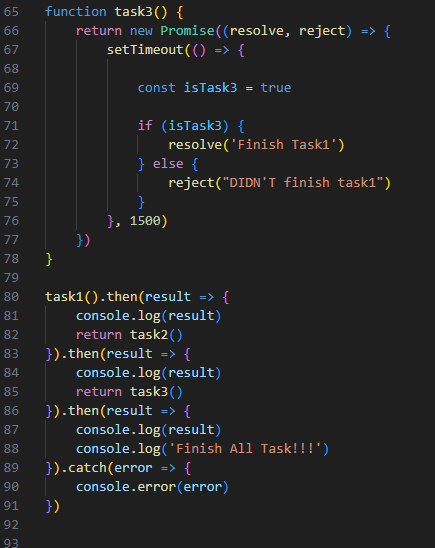 65 function task3() {
66     return new Promise((resolve, reject) => {
67         setTimeout(() => {
68
69             const isTask3 = true
70
71             if (isTask3) {
72                 resolve('Finish Task1')
73             } else {
74                 reject("DIDN'T finish task1")
75             }
76         }, 1500)
77     })
78 }
79
80 task1().then(result => {
81     console.log(result)
82     return task2()
83 }).then(result => {
84     console.log(result)
85     return task3()
86 }).then(result => {
87     console.log(result)
88     console.log('Finish All Task!!!')
89 }).catch(error => {
90     console.error(error)
91 })
92
93